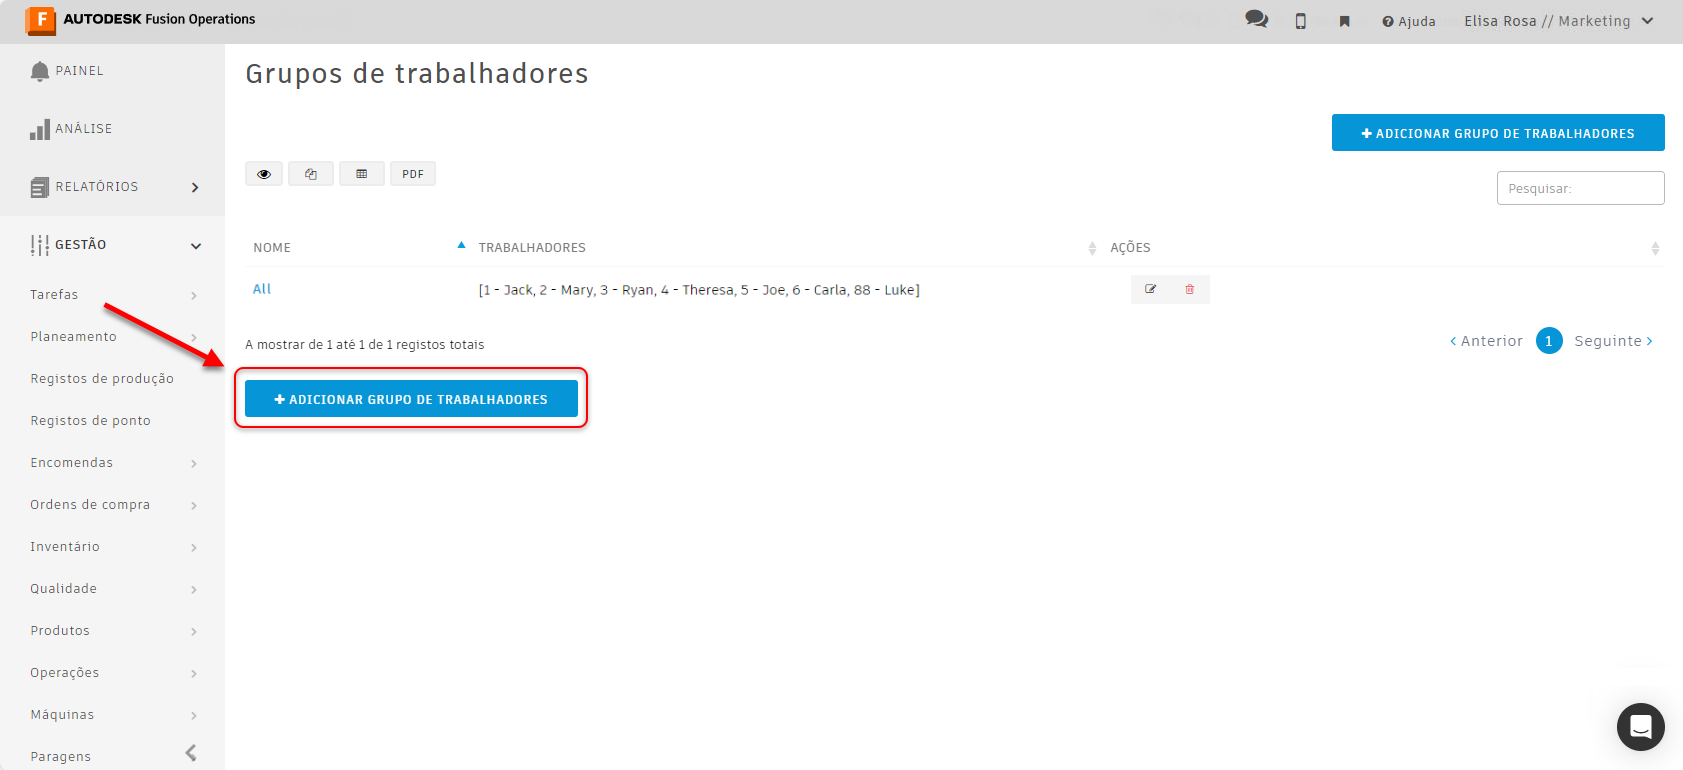 F AUTODESK Fusion Operations
Ajuda
Elisa Rosa // Marketing
PAINEL
ANÁLISE
RELATÓRIOS
GESTÃO
Tarefas
Planeamento
Registos de produção
Registos de ponto
Encomendas
Ordens de compra
Inventário
Qualidade
Produtos
Operações
Máquinas
Paragens
Grupos de trabalhadores
+ ADICIONAR GRUPO DE TRABALHADORES
PDF
Pesquisar:
NOME TRABALHADORES AÇÕES
All [1 - Jack, 2 - Mary, 3 - Ryan, 4 - Theresa, 5 - Joe, 6 - Carla, 88 - Luke]
A mostrar de 1 até 1 de 1 registos totais
Anterior 1 Seguinte
+ ADICIONAR GRUPO DE TRABALHADORES